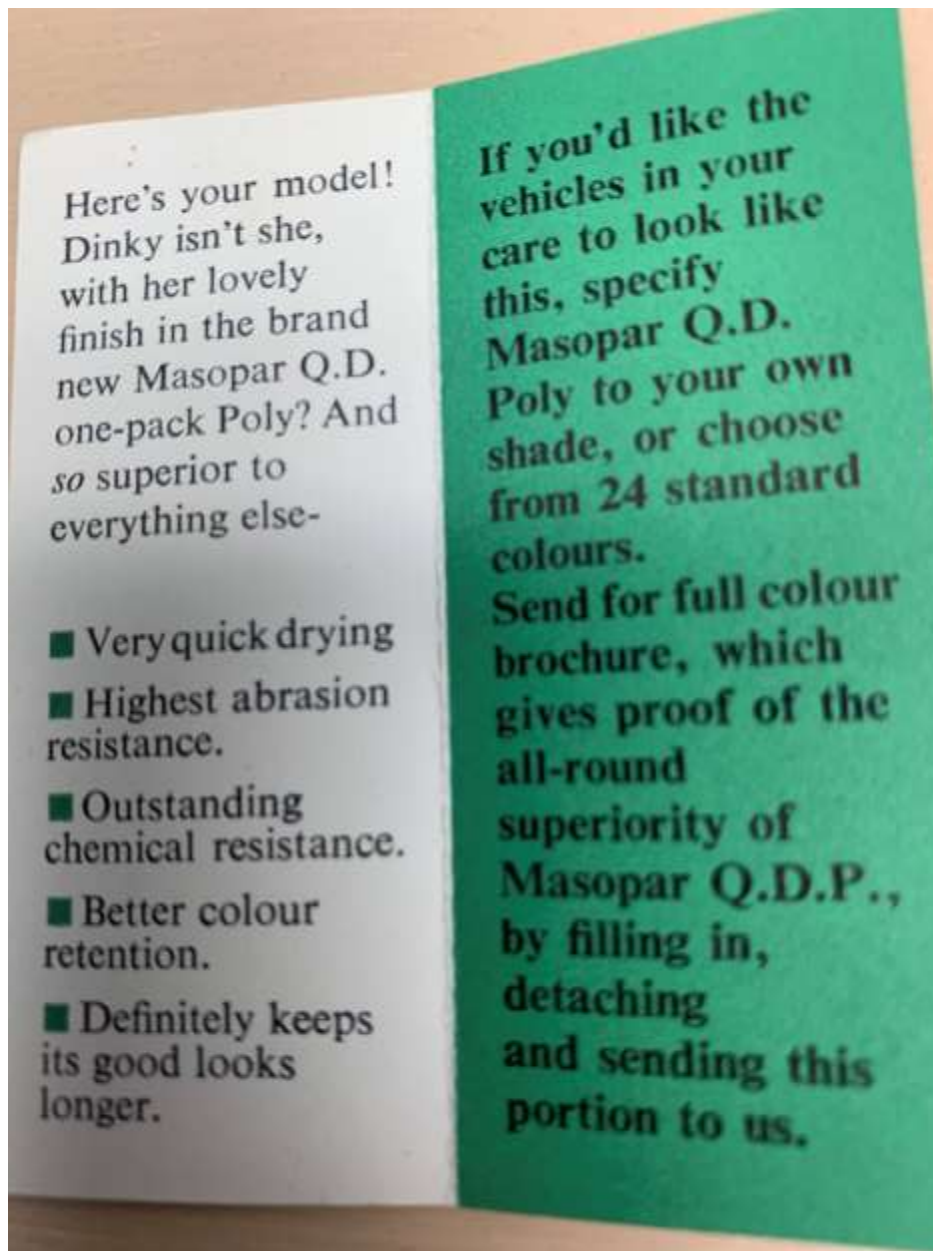 Here's your model!
Dinky isn't she,
with her lovely
finish in the brand
new Masopar Q.D.
one-pack Poly? And
so superior to
everything else-
Very quick drying
Highest abrasion
resistance.
Outstanding
chemical resistance.
Better colour
retention.
Definitely keeps
its good looks
longer.
If you'd like the
vehicles in your
care to look like
this, specify
Masopar Q.D.
Poly to your own
shade, or choose
from 24 standard
colours.
Send for full colour
brochure, which
gives proof of the
all-round
superiority of
Masopar Q.D.P.,
by filling in,
detaching
and sending this
portion to us.